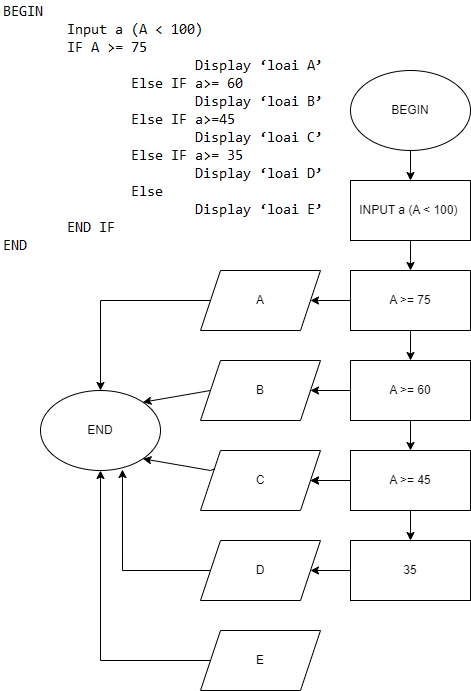 BEGIN
Input a (A < 100)
IF A >= 75
Display ‘loai A’
Else IF a>= 60
Display ‘loai B’
Else IF a>=45
Display ‘loai C’
Else IF a>= 35
Display ‘loai D’
Else
Display ‘loai E’
END IF
END
BEGIN
INPUT a (A < 100)
A >= 75
A
A >= 60
B
END
A >= 45
C
35
D
E